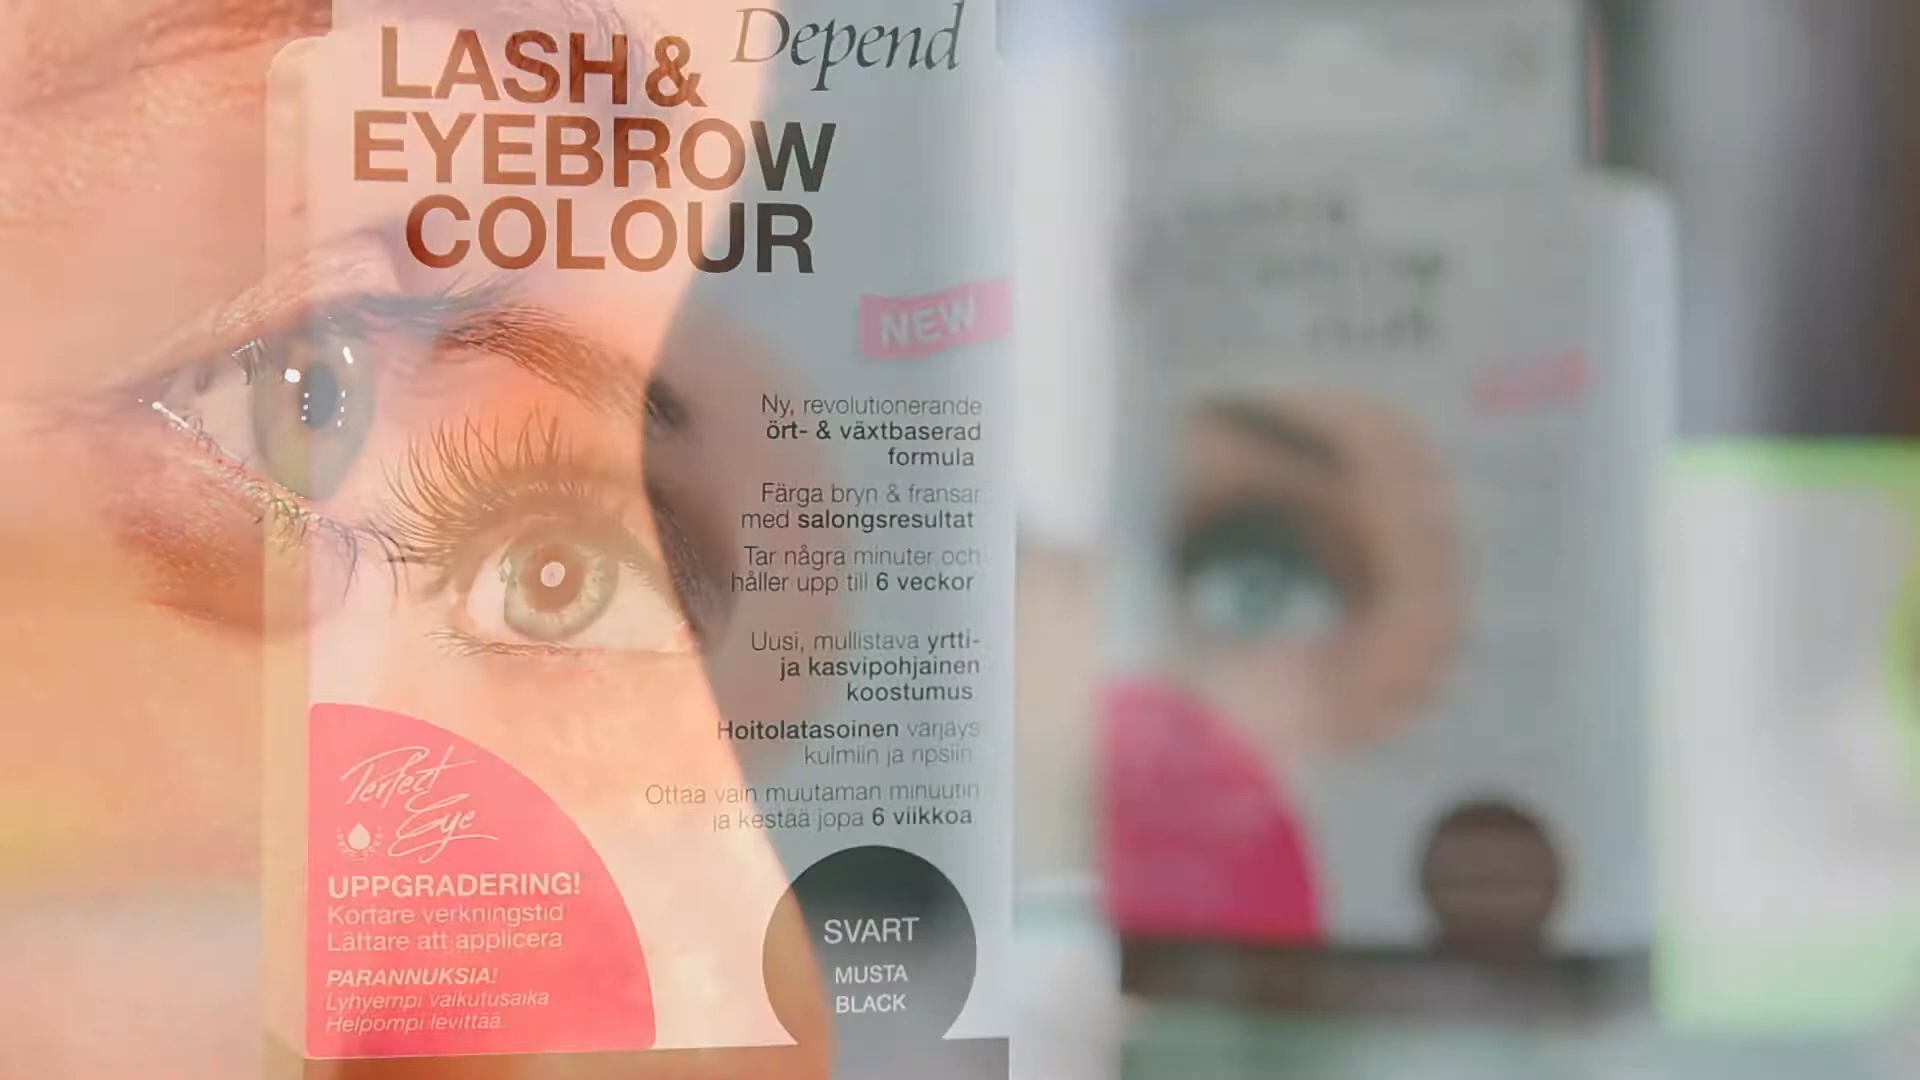 Depend
LASH &
EYEBROW
COLOUR
NEW
Ny, revolutionerande
ört- & växtbaserad
formula
Färga bryn & fransar
med salongsresultat
Tar några minuter och
håller upp till 6 veckor
Uusi, mullistava yrtti-
ja kasvipohjainen
koostumus
Hoitolatasoinen värjäys
kulmiin ja ripsiin
Ottaa vain muutaman minuutin
ja kestää jopa 6 viikkoa
Perfect
Eye
UPPGRADERING!
Kortare verkningstid
Lättare att applicera
PARANNUKSIA!
Lyhyempi vaikutusaika
Helpompi levittää
SVART
MUSTA
BLACK